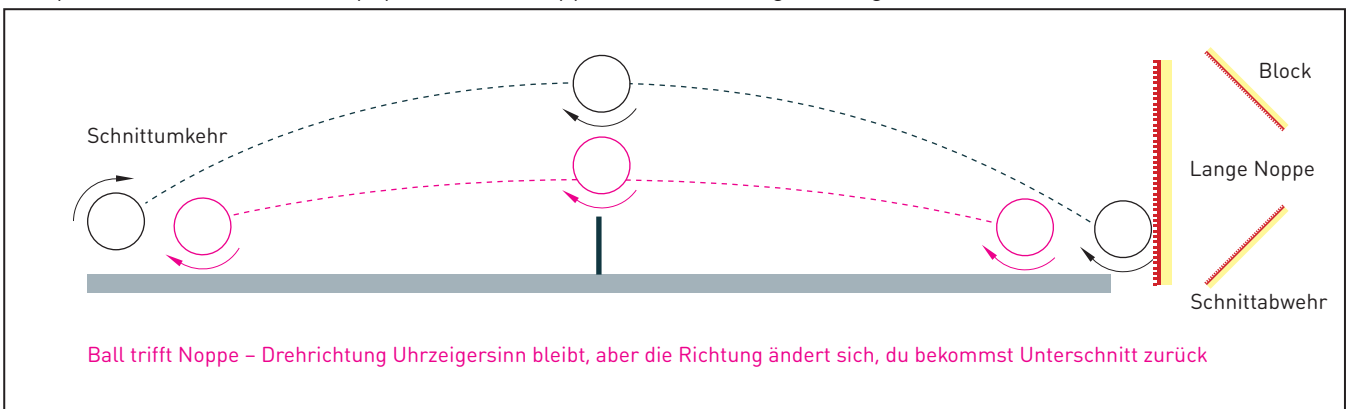 Block
Schnittumkehr
Lange Noppe
Schnittabwehr
Ball trifft Noppe – Drehrichtung Uhrzeigersinn bleibt, aber die Richtung ändert sich, du bekommst Unterschnitt zurück